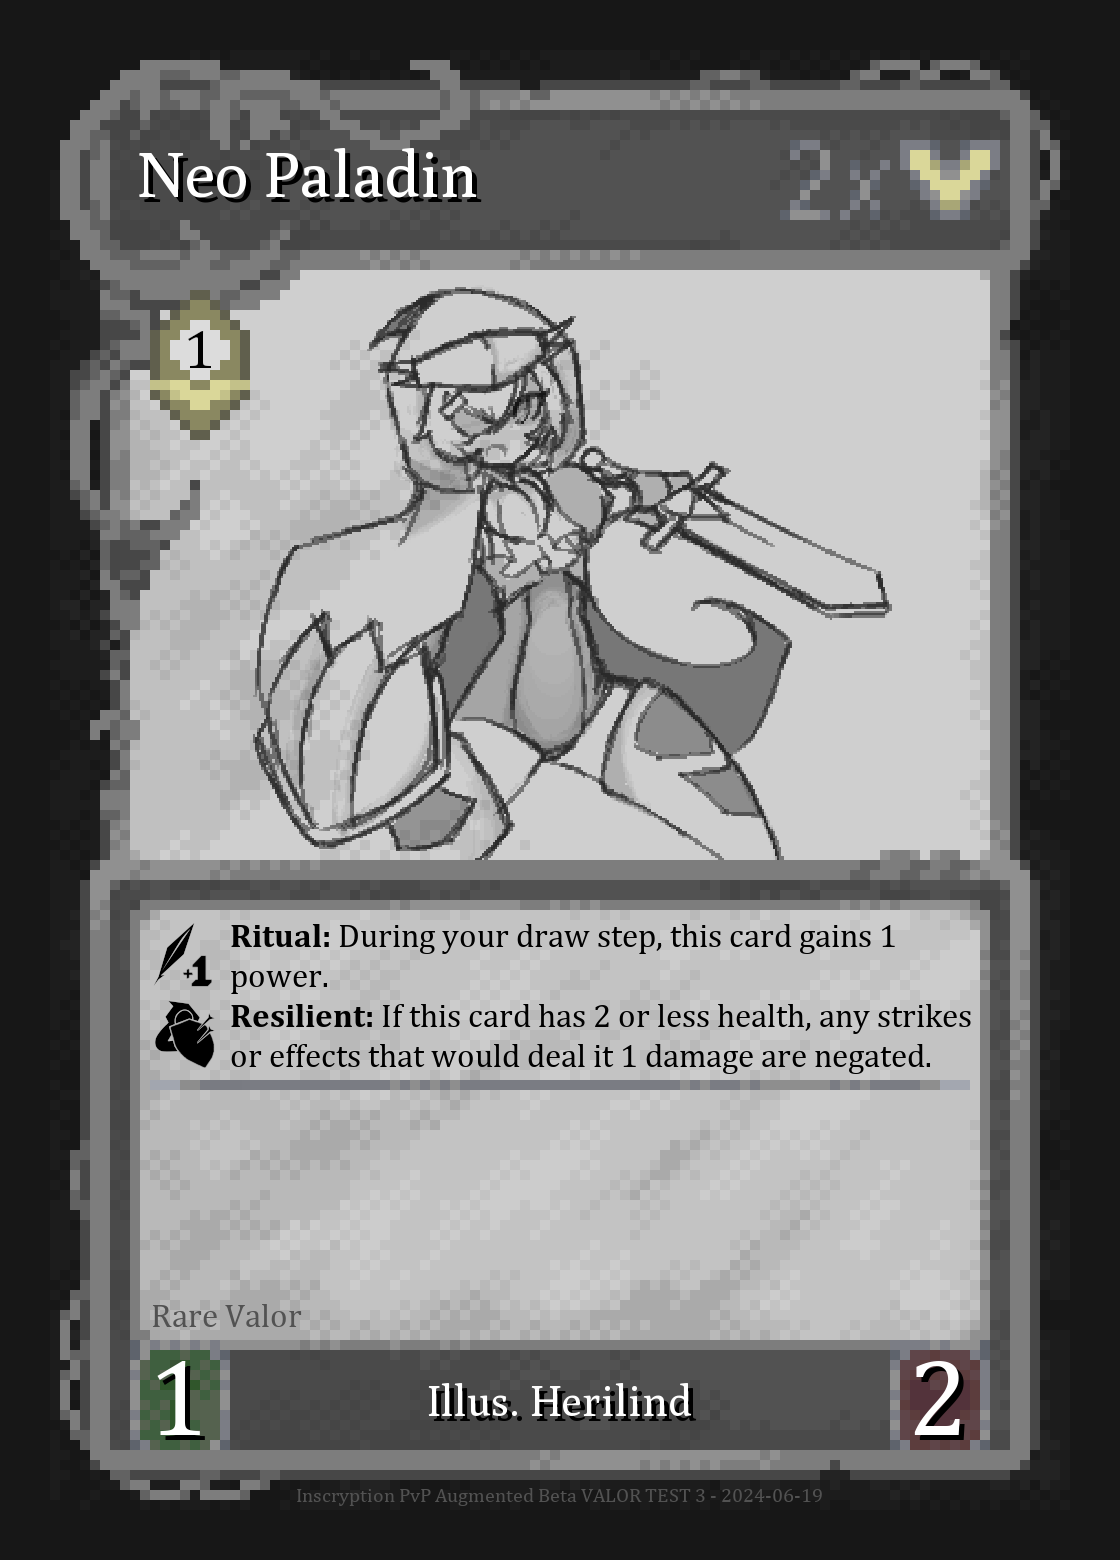 Neo Paladin 2x
1
+1
Ritual: During your draw step, this card gains 1
power.
Resilient: If this card has 2 or less health, any strikes
or effects that would deal it 1 damage are negated.
Rare Valor
1 Illus. Herilind 2
Inscryption PvP Augmented Beta VALOR TEST 3 - 2024-06-19